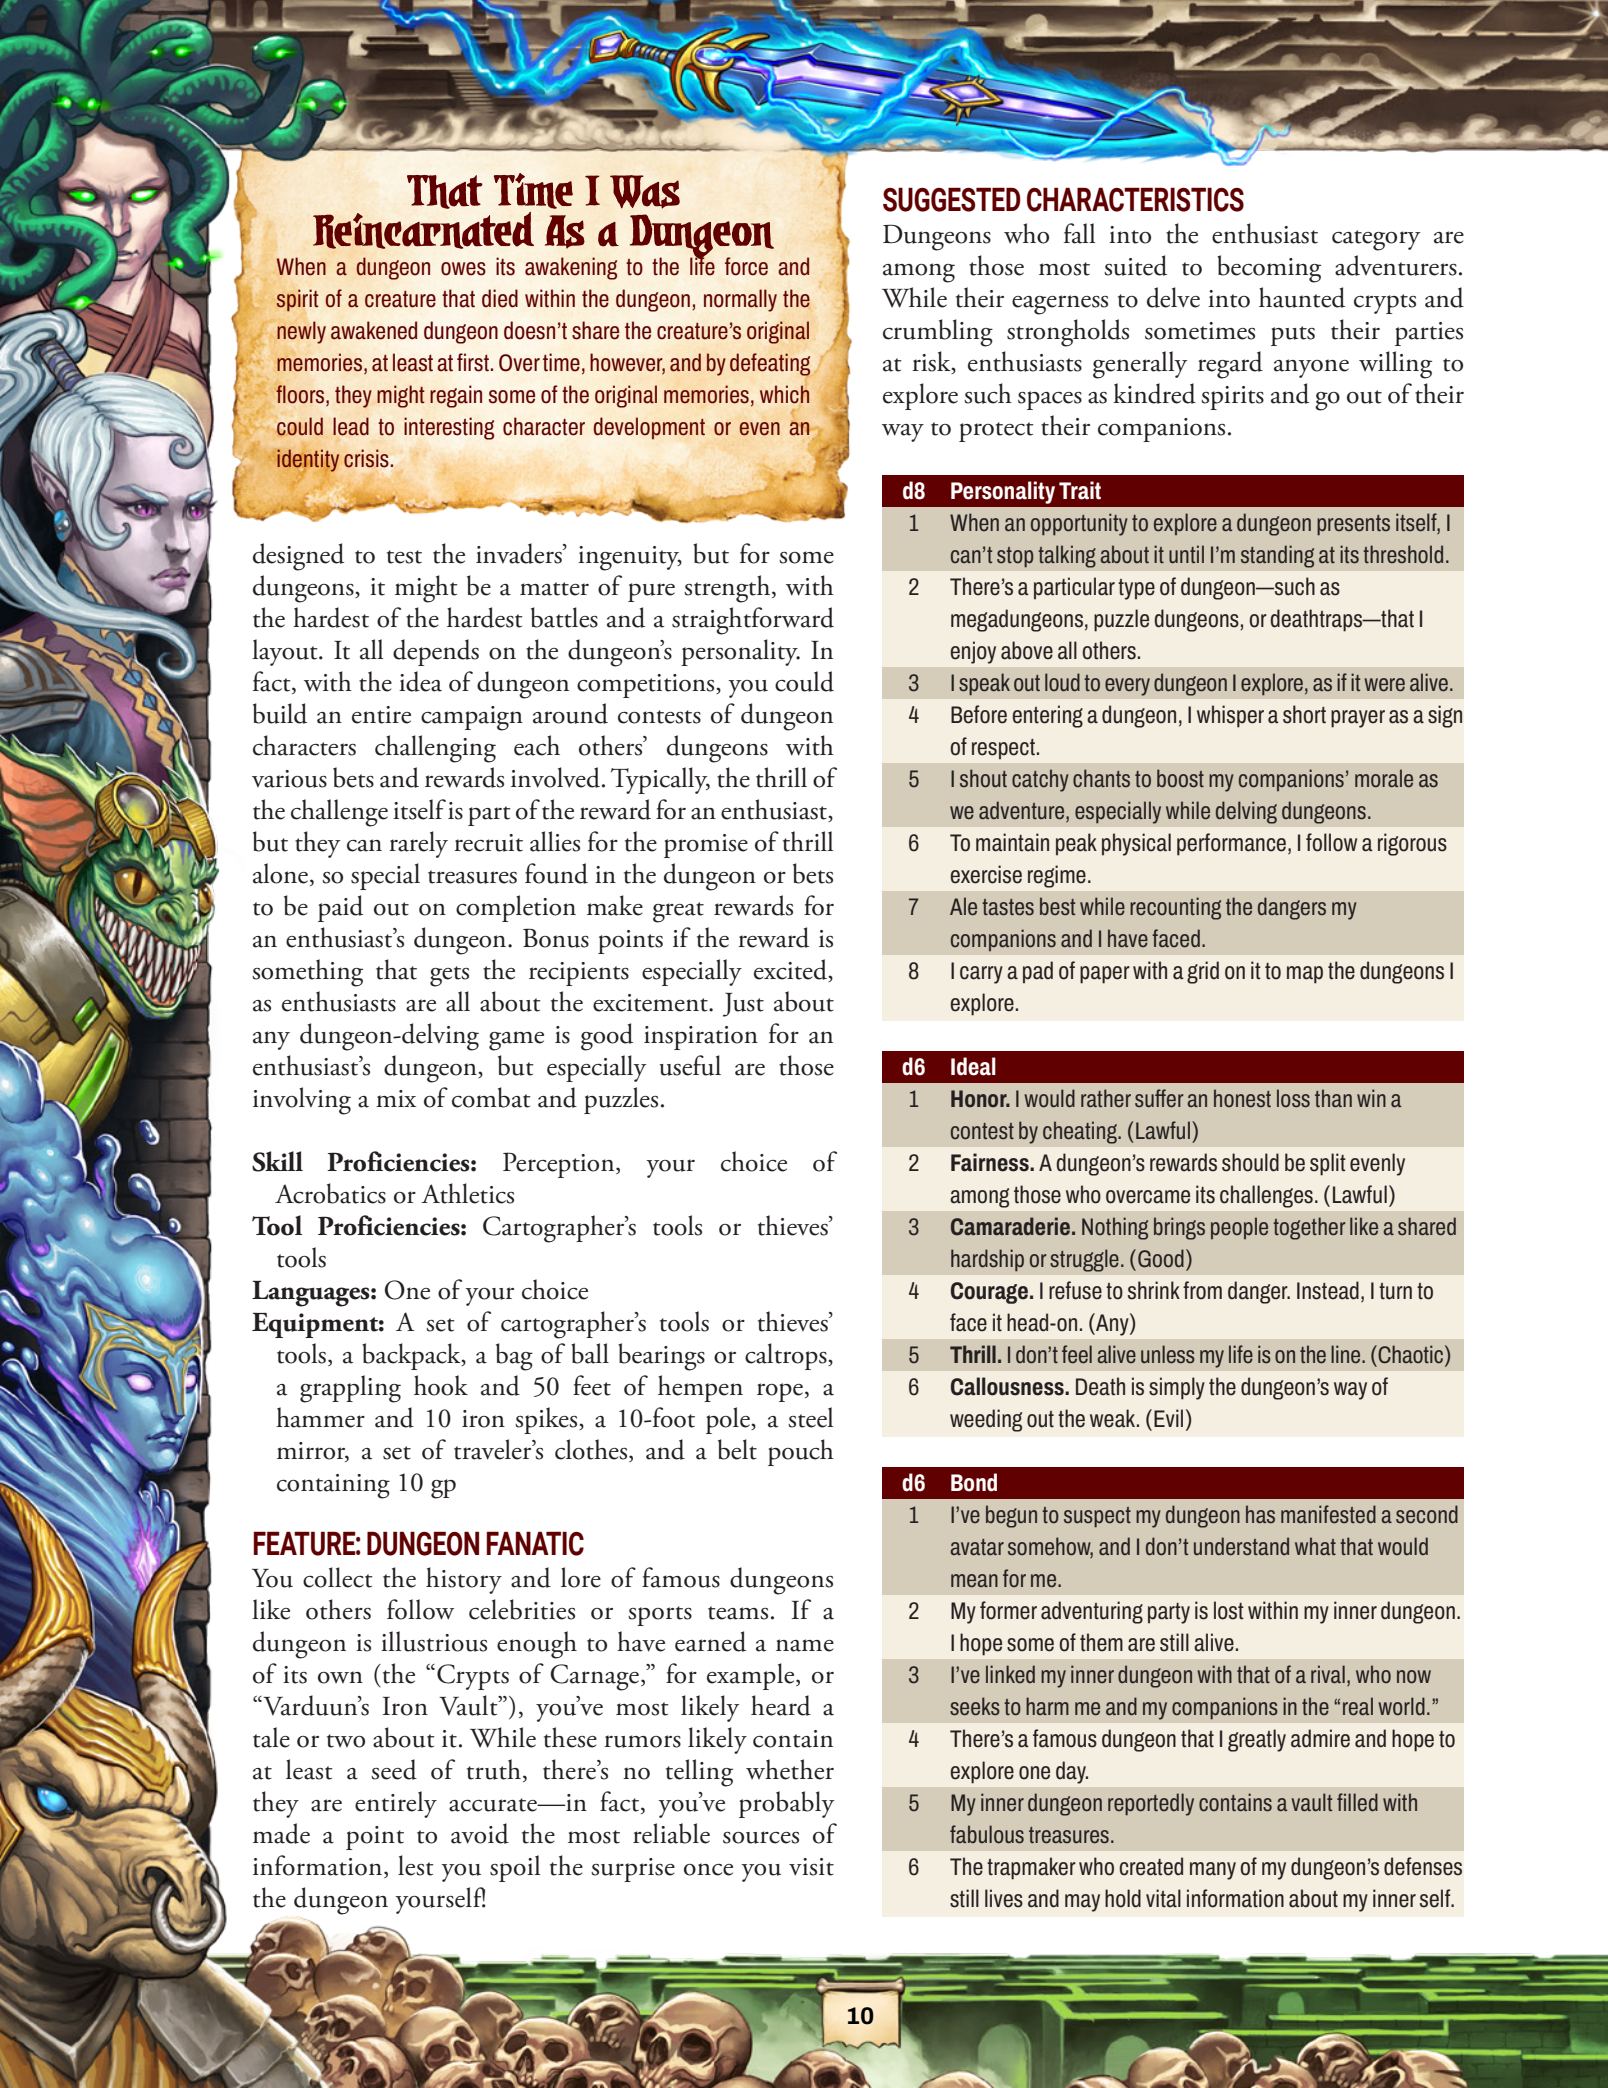 That Time I Was
Reincarnated As a Dungeon
When a dungeon owes its awakening to the life force and
spirit of a creature that died within the dungeon, normally the
newly awakened dungeon doesn’t share the creature’s original
memories, at least at first. Over time, however, and by defeating
floors, they might regain some of the original memories, which
could lead to interesting character development or even an
identity crisis.
designed to test the invaders’ ingenuity, but for some
dungeons, it might be a matter of pure strength, with
the hardest of the hardest battles and a straightforward
layout. It all depends on the dungeon’s personality. In
fact, with the idea of dungeon competitions, you could
build an entire campaign around contests of dungeon
characters challenging each others’ dungeons with
various bets and rewards involved. Typically, the thrill of
the challenge itself is part of the reward for an enthusiast,
but they can rarely recruit allies for the promise of thrill
alone, so special treasures found in the dungeon or bets
to be paid out on completion make great rewards for
an enthusiast’s dungeon. Bonus points if the reward is
something that gets the recipients especially excited,
as enthusiasts are all about the excitement. Just about
any dungeon-delving game is good inspiration for an
enthusiast’s dungeon, but especially useful are those
involving a mix of combat and puzzles.
Skill Proficiencies: Perception, your choice of
Acrobatics or Athletics
Tool Proficiencies: Cartographer’s tools or thieves’
tools
Languages: One of your choice
Equipment: A set of cartographer’s tools or thieves’
tools, a backpack, a bag of ball bearings or caltrops,
a grappling hook and 50 feet of hempen rope, a
hammer and 10 iron spikes, a 10-foot pole, a steel
mirror, a set of traveler’s clothes, and a belt pouch
containing 10 gp
FEATURE: DUNGEON FANATIC
You collect the history and lore of famous dungeons
like others follow celebrities or sports teams. If a
dungeon is illustrious enough to have earned a name
of its own (the “Crypts of Carnage,” for example, or
“Varduun’s Iron Vault”), you’ve most likely heard a
tale or two about it. While these rumors likely contain
at least a seed of truth, there’s no telling whether
they are entirely accurate—in fact, you’ve probably
made a point to avoid the most reliable sources of
information, lest you spoil the surprise once you visit
the dungeon yourself!
SUGGESTED CHARACTERISTICS
Dungeons who fall into the enthusiast category are
among those most suited to becoming adventurers.
While their eagerness to delve into haunted crypts and
crumbling strongholds sometimes puts their parties
at risk, enthusiasts generally regard anyone willing to
explore such spaces as kindred spirits and go out of their
way to protect their companions.
d8 Personality Trait
1 When an opportunity to explore a dungeon presents itself, I
can’t stop talking about it until I’m standing at its threshold.
2 There’s a particular type of dungeon—such as
megadungeons, puzzle dungeons, or deathtraps—that I
enjoy above all others.
3 I speak out loud to every dungeon I explore, as if it were alive.
4 Before entering a dungeon, I whisper a short prayer as a sign
of respect.
5 I shout catchy chants to boost my companions’ morale as
we adventure, especially while delving dungeons.
6 To maintain peak physical performance, I follow a rigorous
exercise regime.
7 Ale tastes best while recounting the dangers my
companions and I have faced.
8 I carry a pad of paper with a grid on it to map the dungeons I
explore.
d6 Ideal
1 Honor. I would rather suffer an honest loss than win a
contest by cheating. (Lawful)
2 Fairness. A dungeon’s rewards should be split evenly
among those who overcame its challenges. (Lawful)
3 Camaraderie. Nothing brings people together like a shared
hardship or struggle. (Good)
4 Courage. I refuse to shrink from danger. Instead, I turn to
face it head-on. (Any)
5 Thrill. I don’t feel alive unless my life is on the line. (Chaotic)
6 Callousness. Death is simply the dungeon’s way of
weeding out the weak. (Evil)
d6 Bond
1 I’ve begun to suspect my dungeon has manifested a second
avatar somehow, and I don’t understand what that would
mean for me.
2 My former adventuring party is lost within my inner dungeon.
I hope some of them are still alive.
3 I’ve linked my inner dungeon with that of a rival, who now
seeks to harm me and my companions in the “real world.”
4 There’s a famous dungeon that I greatly admire and hope to
explore one day.
5 My inner dungeon reportedly contains a vault filled with
fabulous treasures.
6 The trapmaker who created many of my dungeon’s defenses
still lives and may hold vital information about my inner self.
10